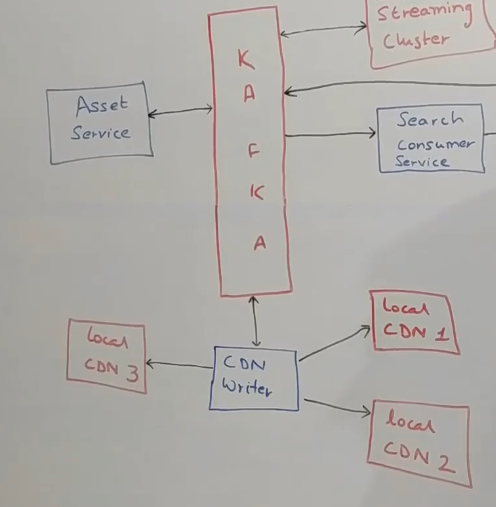 Streaming
Cluster
K
A
F
K
A
Asset
Service
Search
Consumer
Service
local
CDN 1
local
CDN 3
CDN
Writer
local
CDN 2